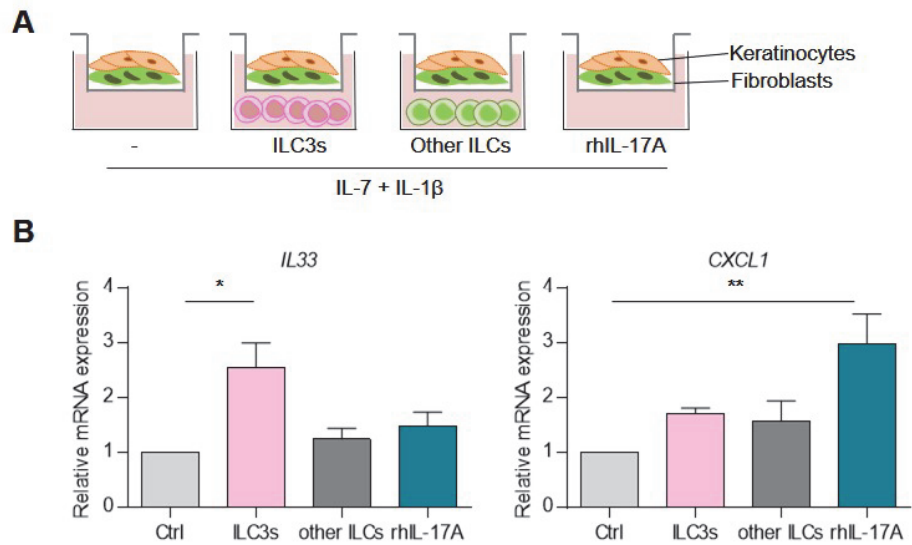 A
Keratinocytes
Fibroblasts
-
ILC3s
Other ILCs
rhIL-17A
IL-7 + IL-1β
B
IL33
Relative mRNA expression
4
3
2
1
0
*
Ctrl
ILC3s
other ILCs
rhIL-17A
CXCL1
Relative mRNA expression
4
3
2
1
0
**
Ctrl
ILC3s
other ILCs
rhIL-17A